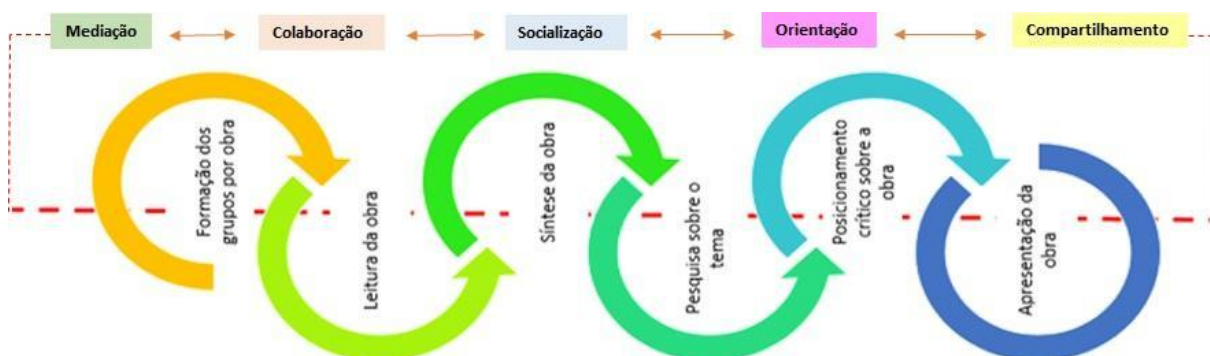 Mediação
Colaboração
Socialização
Orientação
Compartilhamento
Formação dos
grupos por obra
Leitura da obra
Síntese da obra
Pesquisa sobre o
tema
Posicionamento
crítico sobre a
obra
Apresentação da
obra